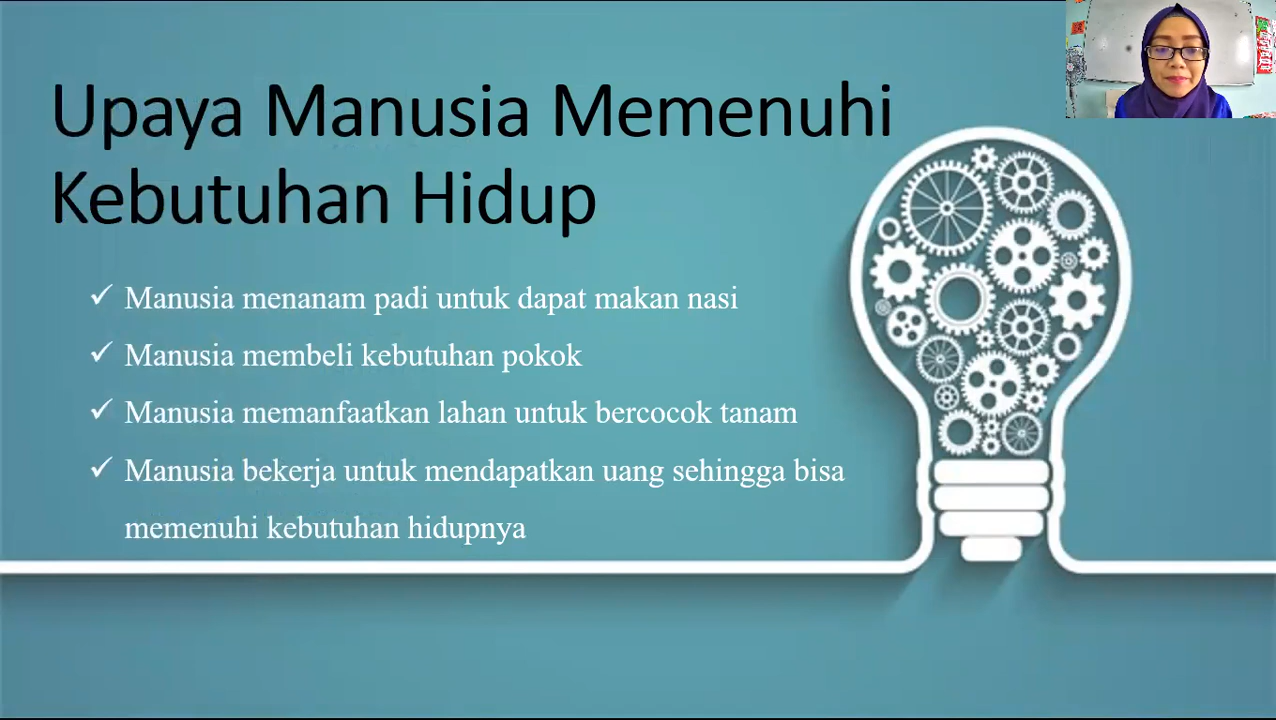 Upaya Manusia Memenuhi
Kebutuhan Hidup
✓ Manusia menanam padi untuk dapat makan nasi
✓ Manusia membeli kebutuhan pokok
✓ Manusia memanfaatkan lahan untuk bercocok tanam
✓ Manusia bekerja untuk mendapatkan uang sehingga bisa
memenuhi kebutuhan hidupnya